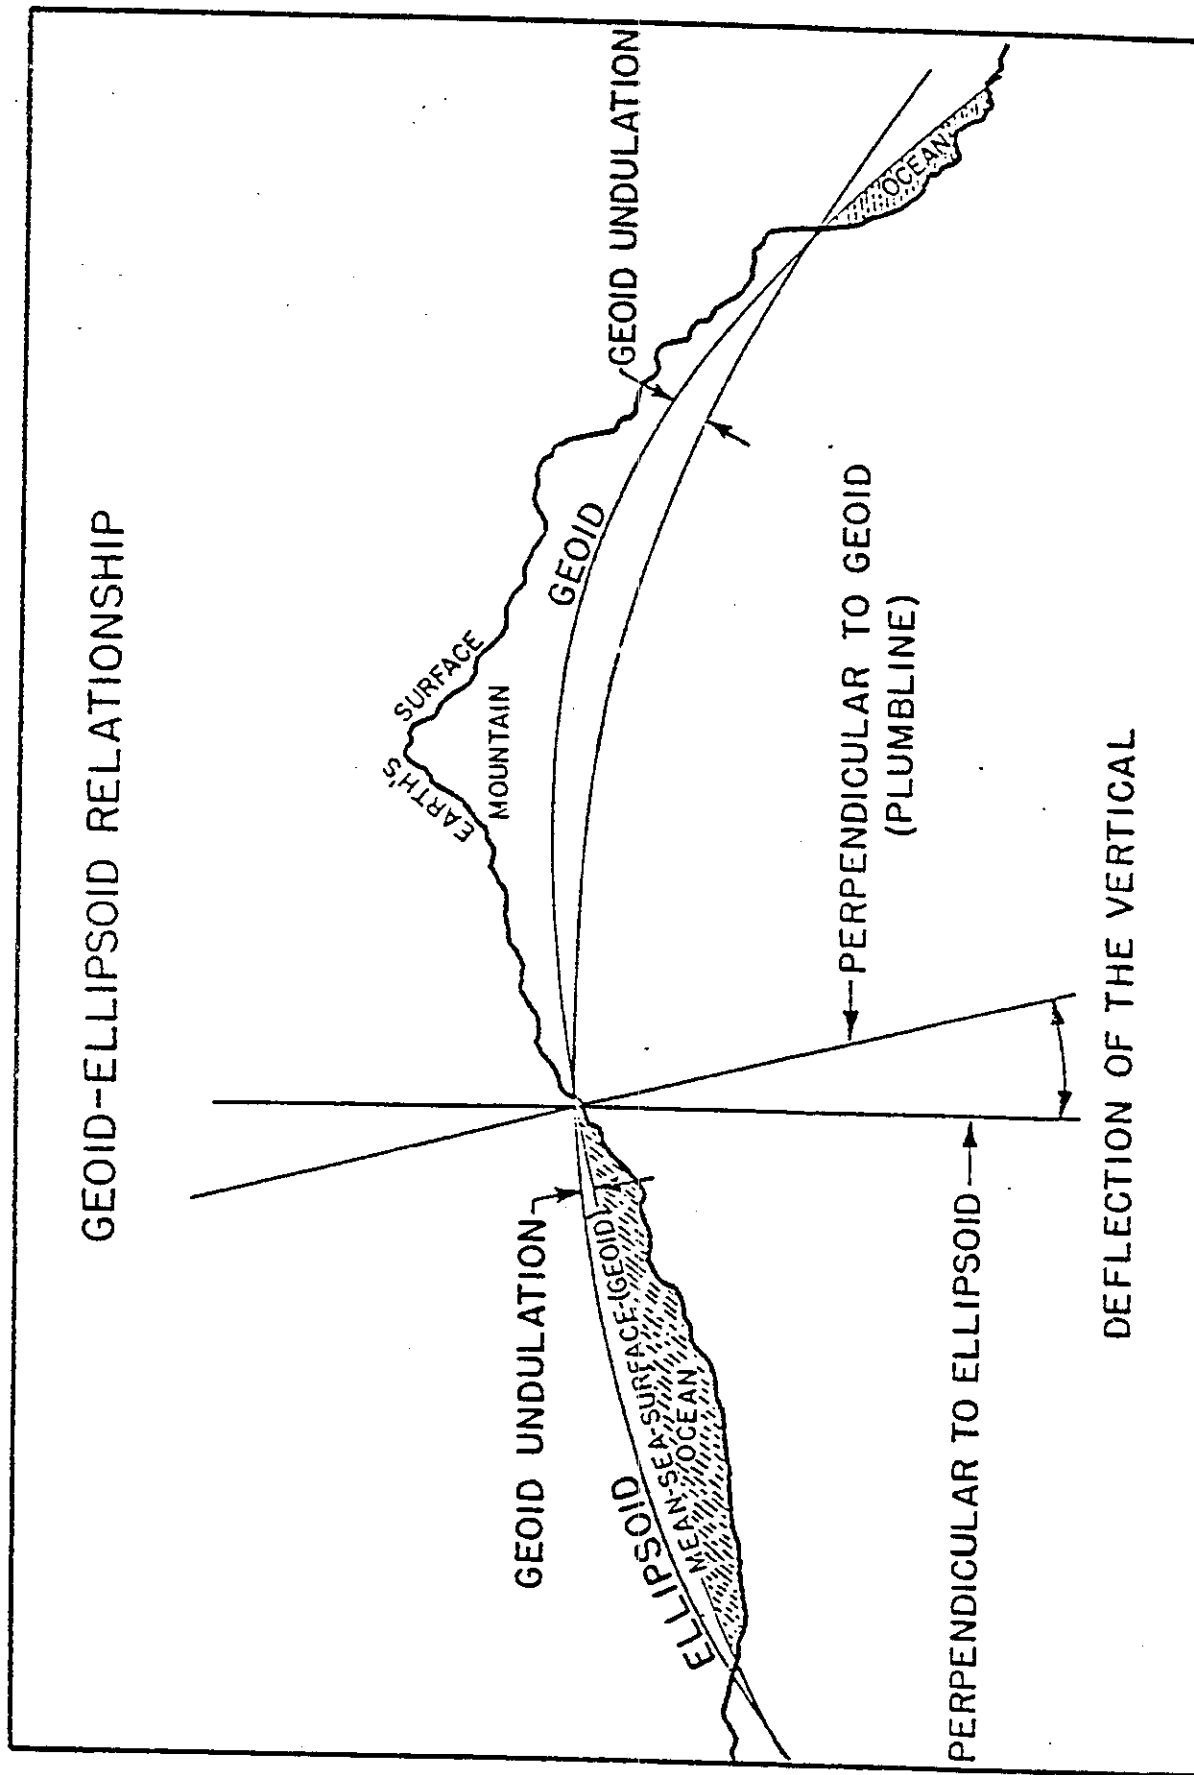 GEOID-ELLIPSOID RELATIONSHIP
EARTH'S
SURFACE
MOUNTAIN
GEOID UNDULATION
GEOID
GEOID UNDULATION
ELLIPSOID
MEAN-SEA-SURFACE-(GEOID)
OCEAN
OCEAN
PERPENDICULAR TO GEOID
(PLUMBLINE)
PERPENDICULAR TO ELLIPSOID
DEFLECTION OF THE VERTICAL